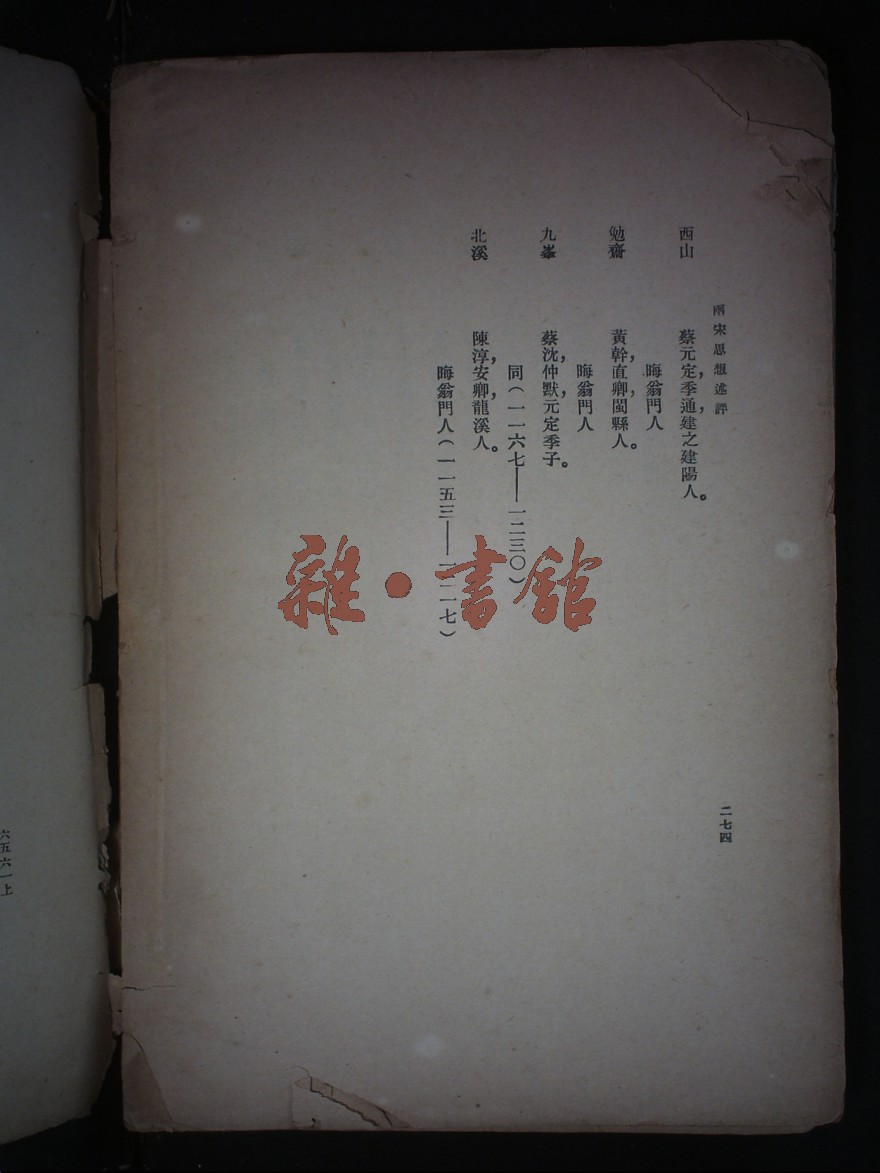 兩宋思想述評
二七四
西山　蔡元定，季通，建之建陽人。
晦翁門人
勉齋　黃幹，直卿，閩縣人。
晦翁門人
九峯　蔡沈，仲默，元定季子。
同（一一六七——一二三〇）
北溪　陳淳，安卿，龍溪人。
晦翁門人（一一五三——一二一七）
雜·書館
六五六一上